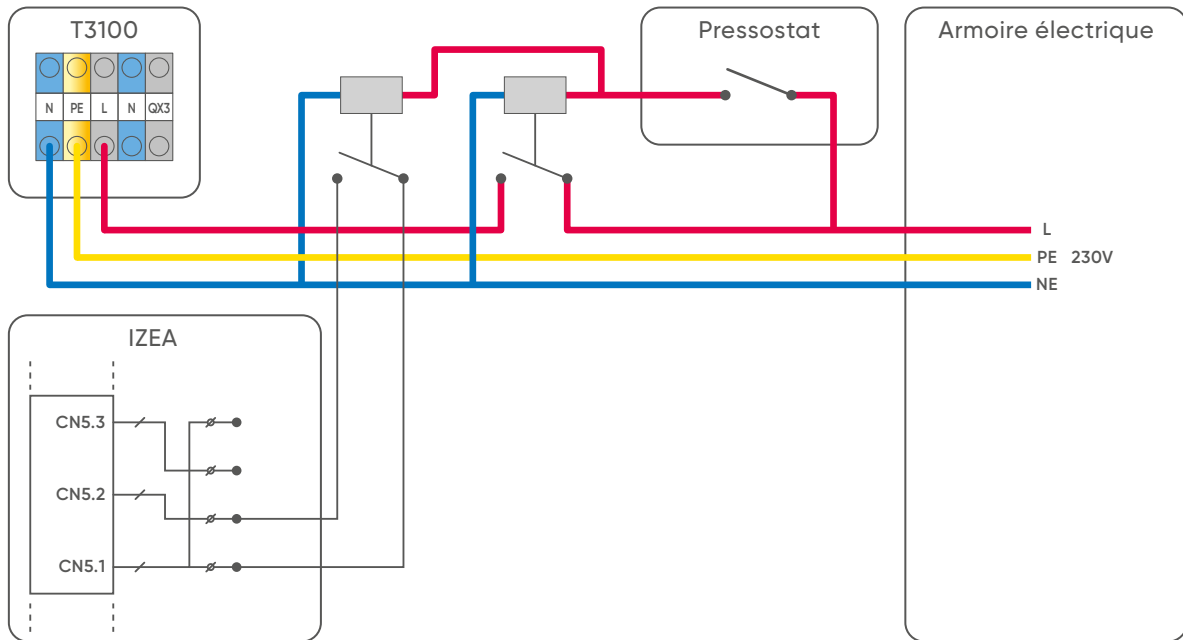 T3100
N PE L N QX3
Pressostat
Armoire électrique
L
PE 230V
NE
IZEA
CN5.3
CN5.2
CN5.1